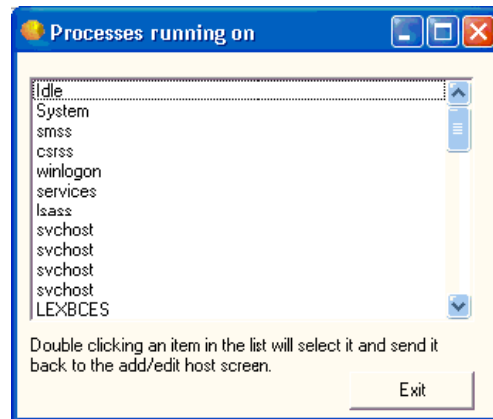 Processes running on
Idle
System
smss
csrss
winlogon
services
lsass
svchost
svchost
svchost
svchost
LEXBCES
Double clicking an item in the list will select it and send it
back to the add/edit host screen.
Exit